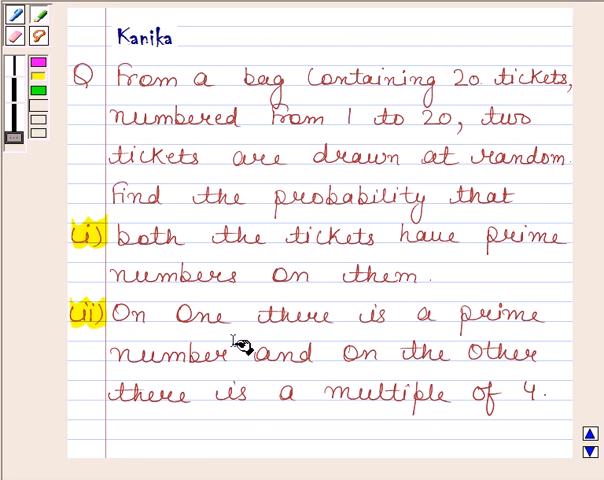 Kanika
Q From a bag Containing 20 tickets,
numbered from 1 to 20, two
tickets are drawn at random.
Find the probability that
(i) both the tickets have prime
numbers on them.
(ii) On One there is a prime
number and on the other
there is a multiple of 4.